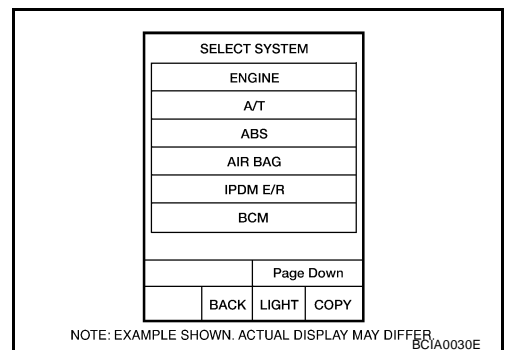 SELECT SYSTEM
ENGINE
A/T
ABS
AIR BAG
IPDM E/R
BCM
Page Down
BACK LIGHT COPY
NOTE: EXAMPLE SHOWN. ACTUAL DISPLAY MAY DIFFER
BCIA0030E